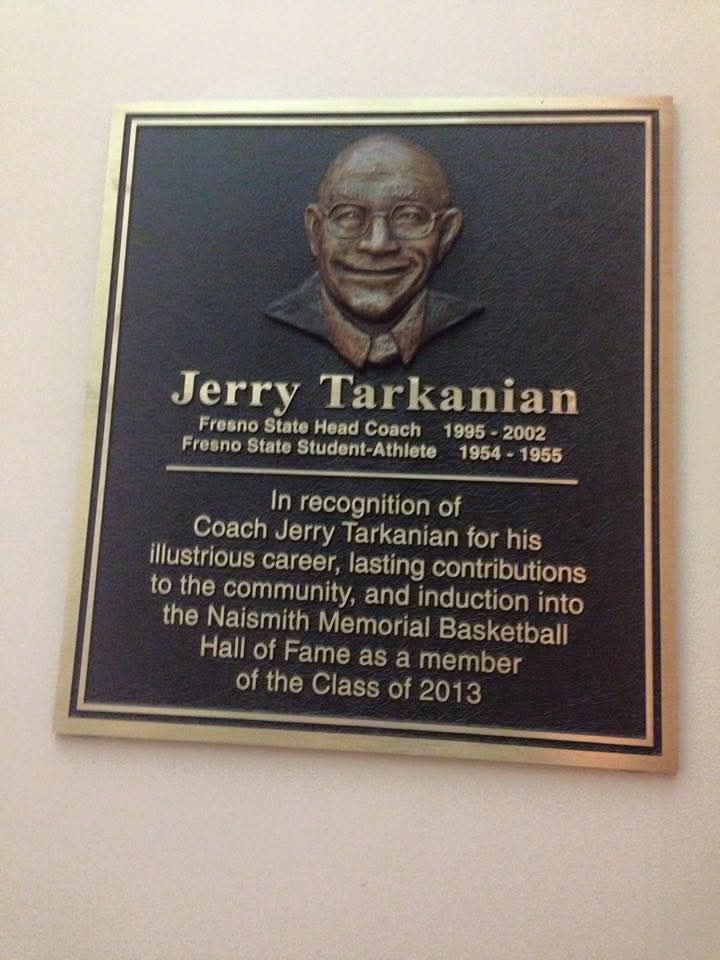 Jerry Tarkanian
Fresno State Head Coach 1995 - 2002
Fresno State Student-Athlete 1954 - 1955
In recognition of
Coach Jerry Tarkanian for his
illustrious career, lasting contributions
to the community, and induction into
the Naismith Memorial Basketball
Hall of Fame as a member
of the Class of 2013